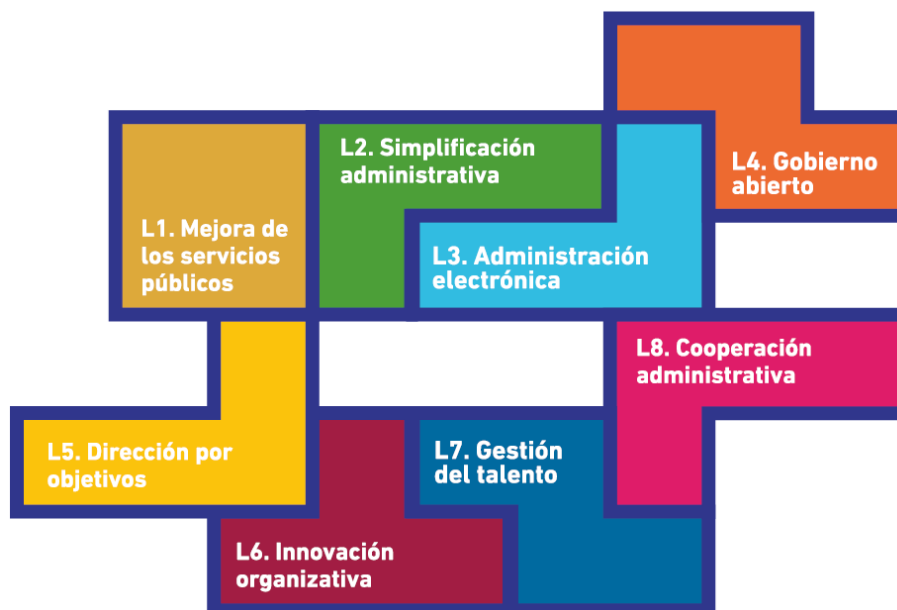 L1. Mejora de
los servicios
públicos
L2. Simplificación
administrativa
L3. Administración
electrónica
L4. Gobierno
abierto
L5. Dirección por
objetivos
L6. Innovación
organizativa
L7. Gestión
del talento
L8. Cooperación
administrativa